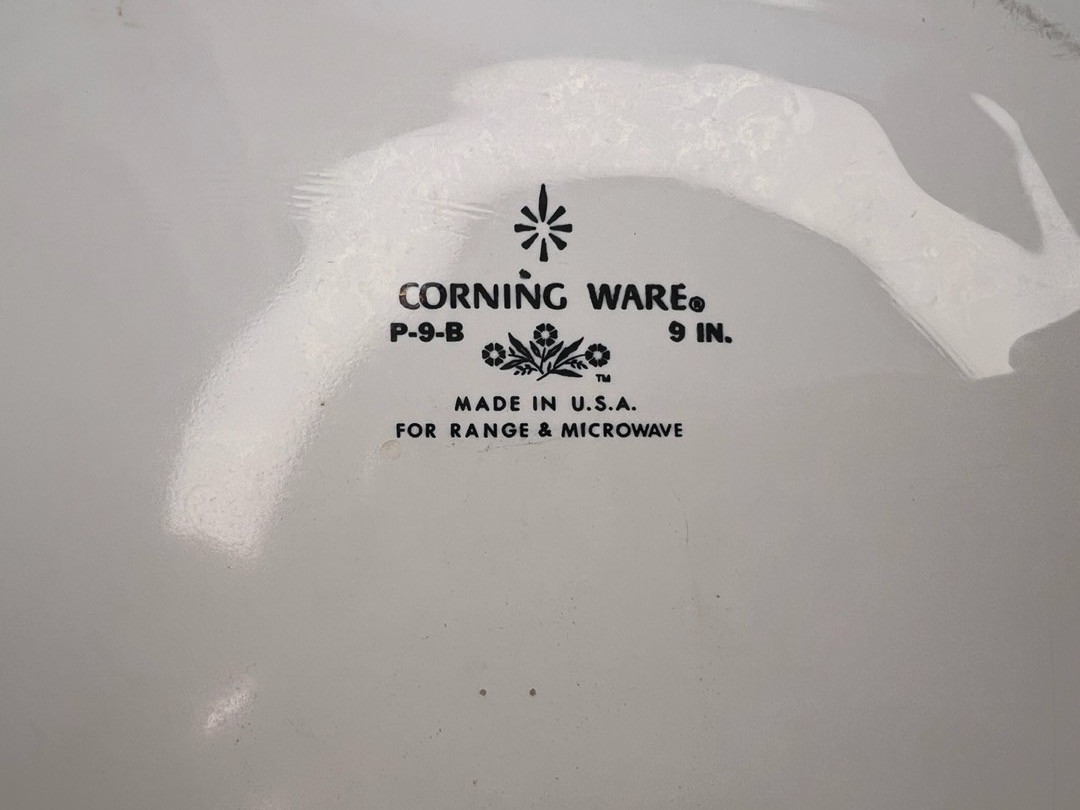 CORNING WARE®
P-9-B 9 IN.
TM
MADE IN U.S.A.
FOR RANGE & MICROWAVE